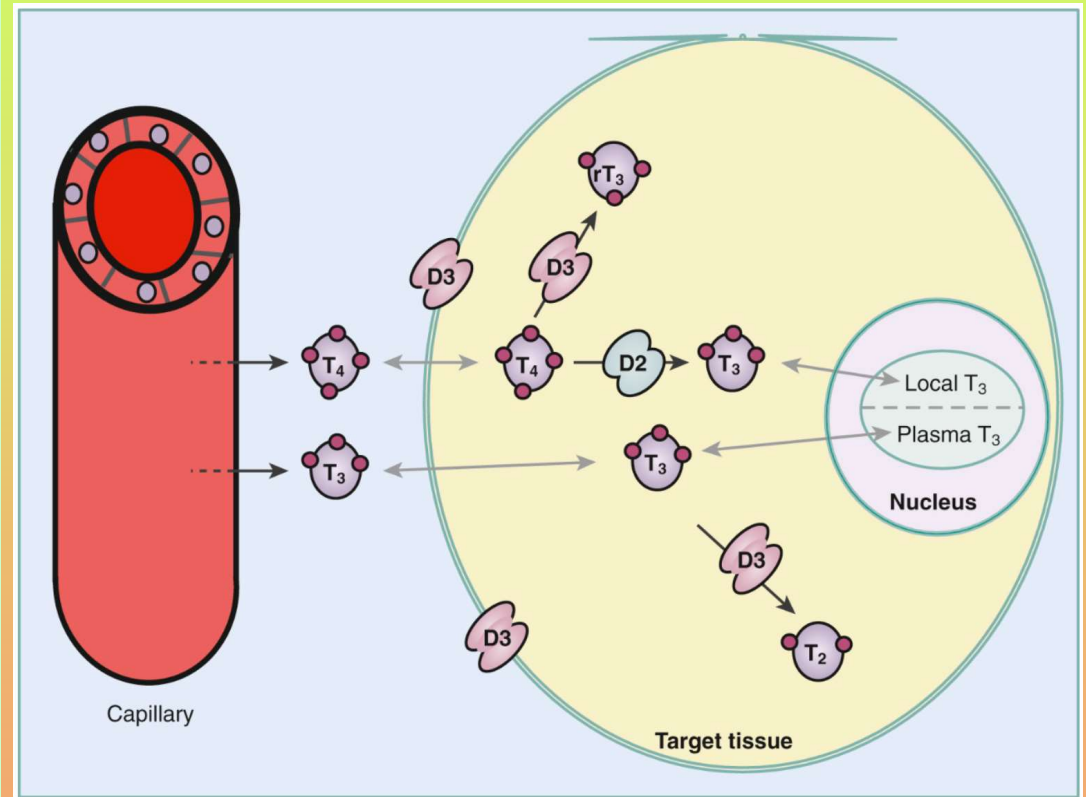 rT3
D3
D3
T4
T4
D2
T3
Local T3
Plasma T3
T3
T3
Nucleus
D3
D3
T2
Capillary
Target tissue